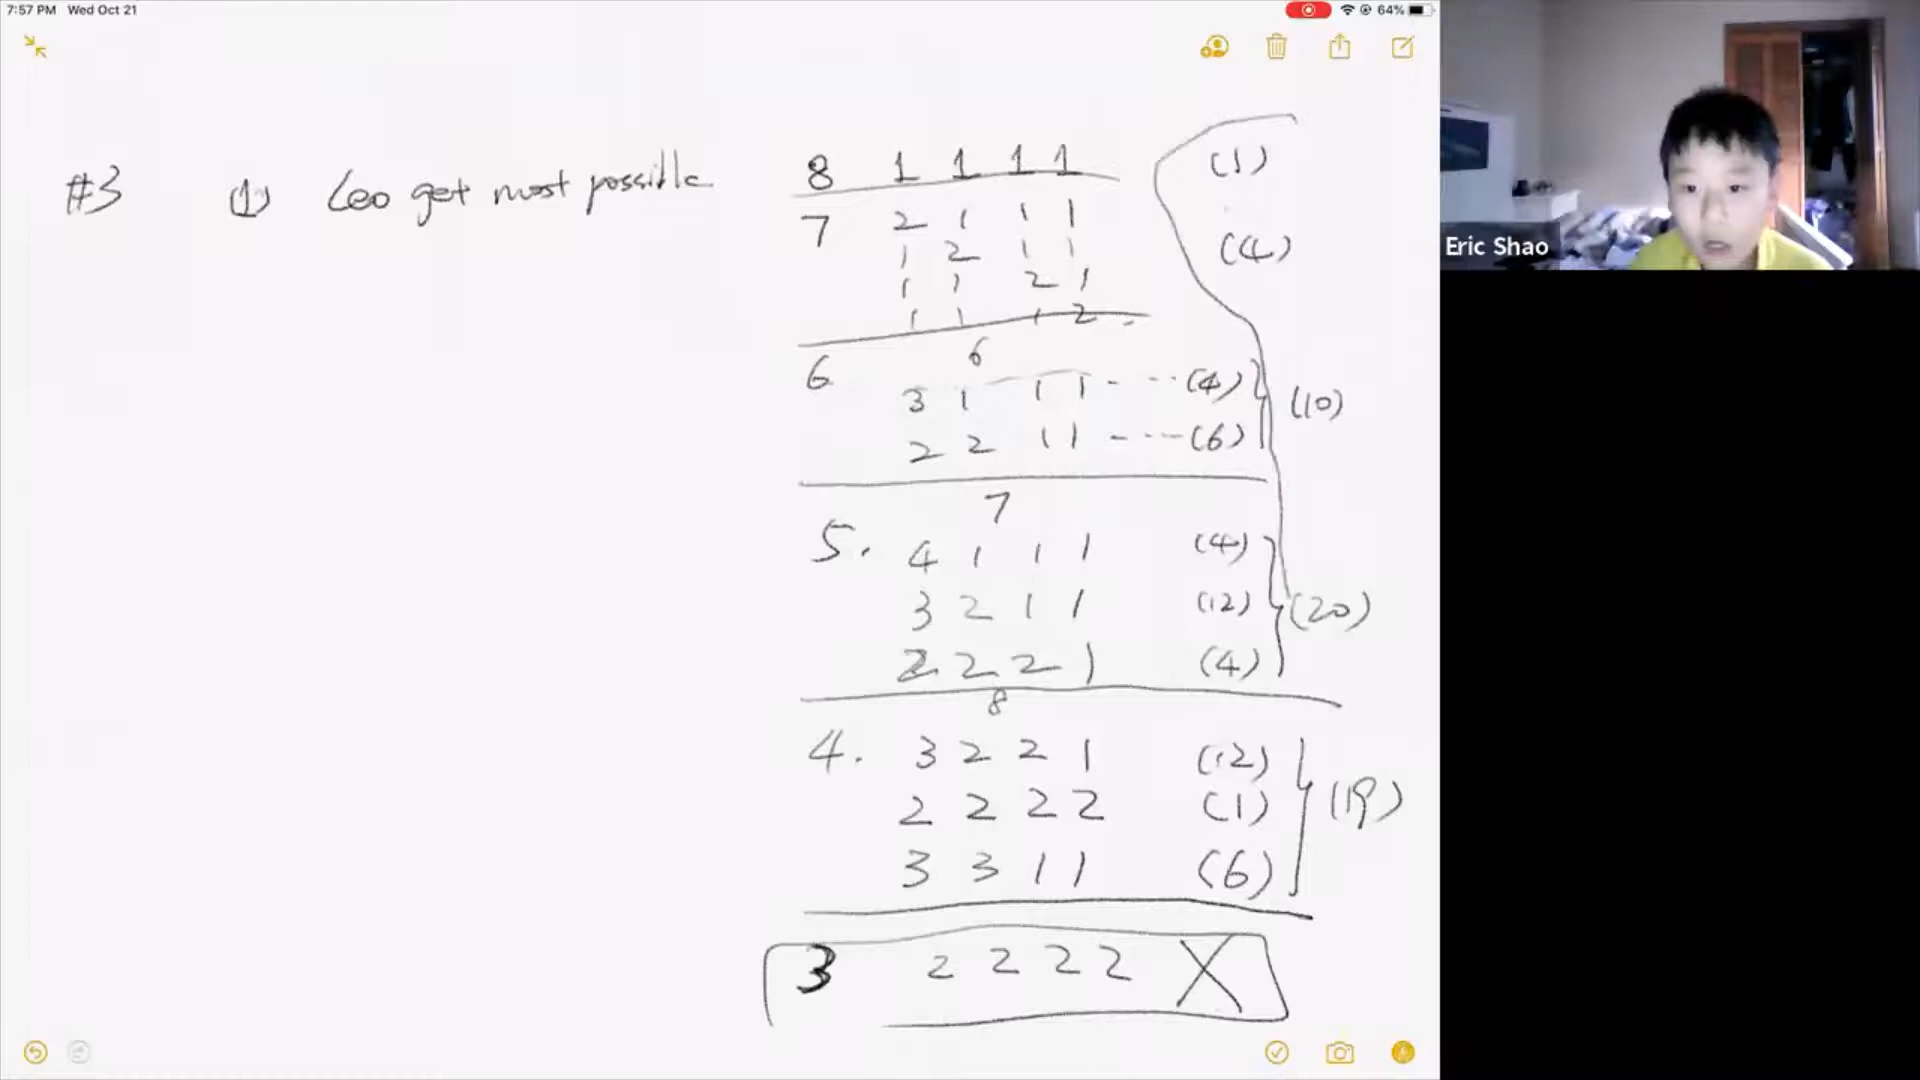 7:57 PM Wed Oct 21
64%
Eric Shao
#3 (1) Leo get most possible
8 1 1 1 1 (1)
7 2 1 1 1 (4)
1 2 1 1
1 1 2 1
1 1 1 2
6
6 3 1 1 1 - - - - (4) (10)
2 2 1 1 - - - - (6)
7
5. 4 1 1 1 (4)
3 2 1 1 (12) (20)
2 2 2 1 (4)
8
4. 3 2 2 1 (12)
2 2 2 2 (1) (19)
3 3 1 1 (6)
3 2 2 2 2 X